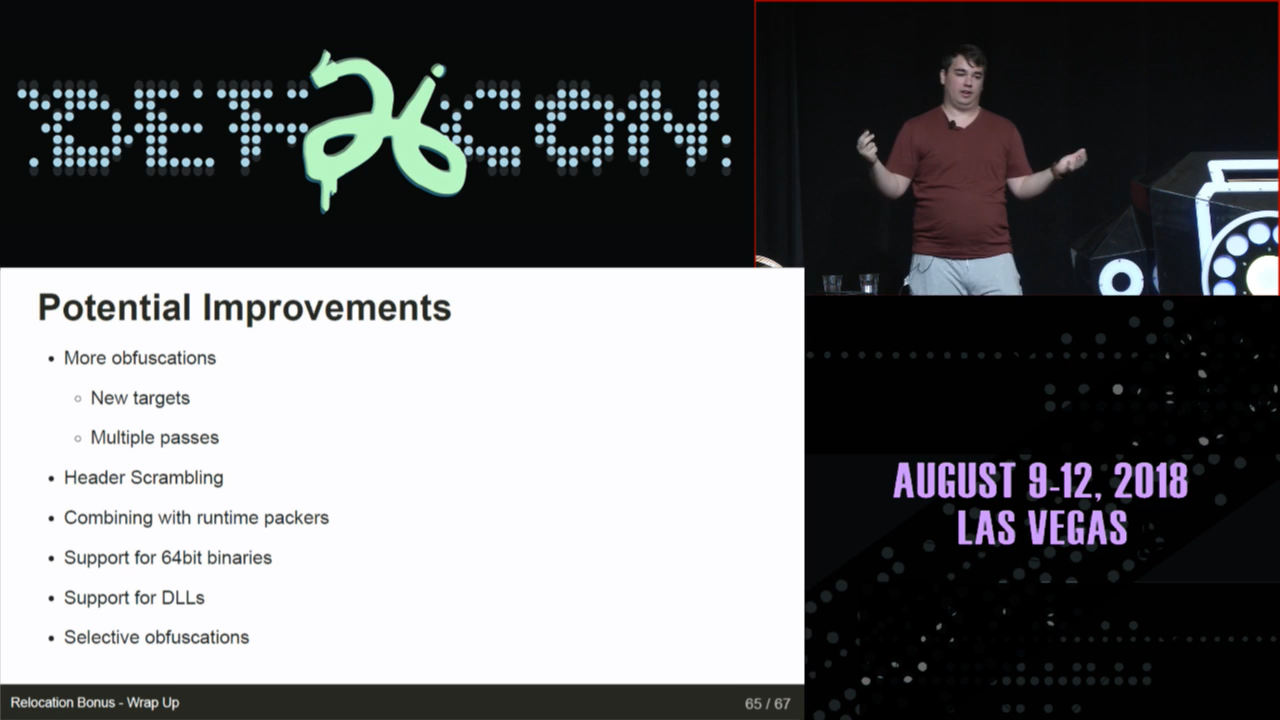 DEF CON 26
Potential Improvements
• More obfuscations
◦ New targets
◦ Multiple passes
• Header Scrambling
• Combining with runtime packers
• Support for 64bit binaries
• Support for DLLs
• Selective obfuscations
Relocation Bonus - Wrap Up
65 / 67
AUGUST 9-12, 2018
LAS VEGAS